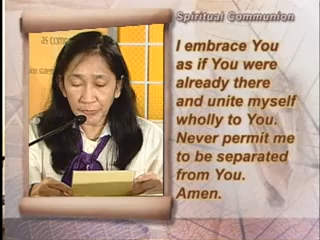 Spiritual Communion
I embrace You
as if You were
already there
and unite myself
wholly to You.
Never permit me
to be separated
from You.
Amen.